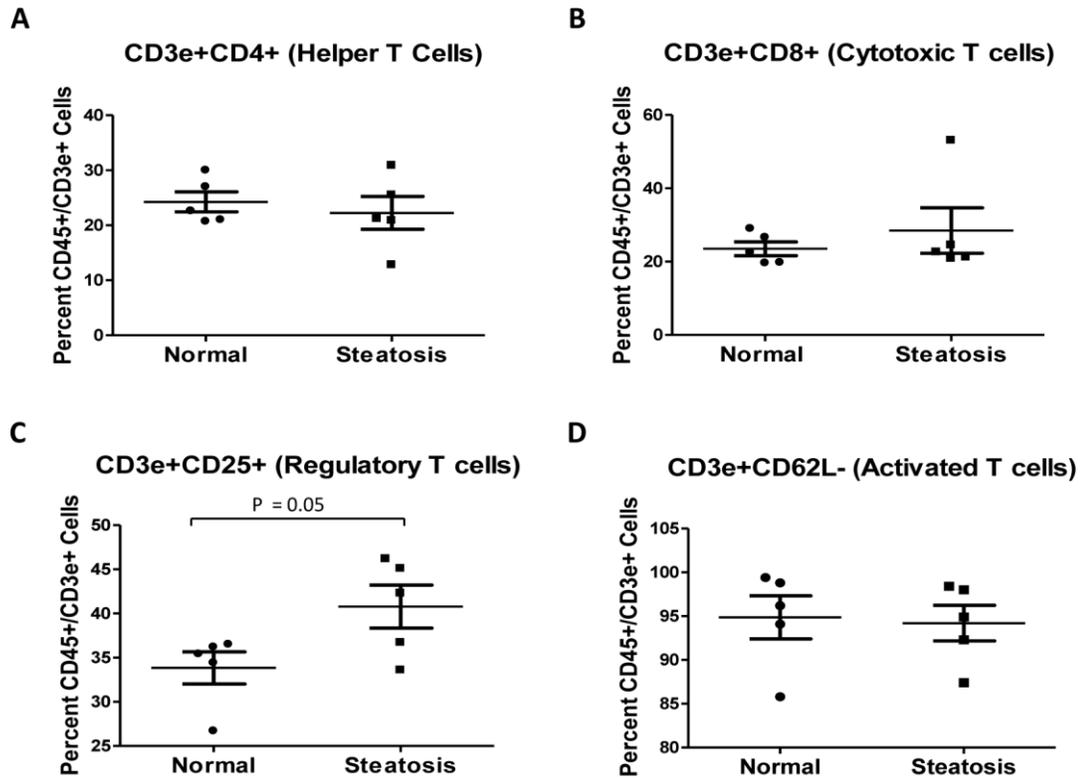 A
CD3e+CD4+ (Helper T Cells)
Percent CD45+/CD3e+ Cells
40
30
20
10
0
Normal Steatosis
B
CD3e+CD8+ (Cytotoxic T cells)
Percent CD45+/CD3e+ Cells
60
40
20
0
Normal Steatosis
C
CD3e+CD25+ (Regulatory T cells)
P = 0.05
Percent CD45+/CD3e+ Cells
50
45
40
35
30
25
Normal Steatosis
D
CD3e+CD62L- (Activated T cells)
Percent CD45+/CD3e+ Cells
105
100
95
90
85
80
Normal Steatosis